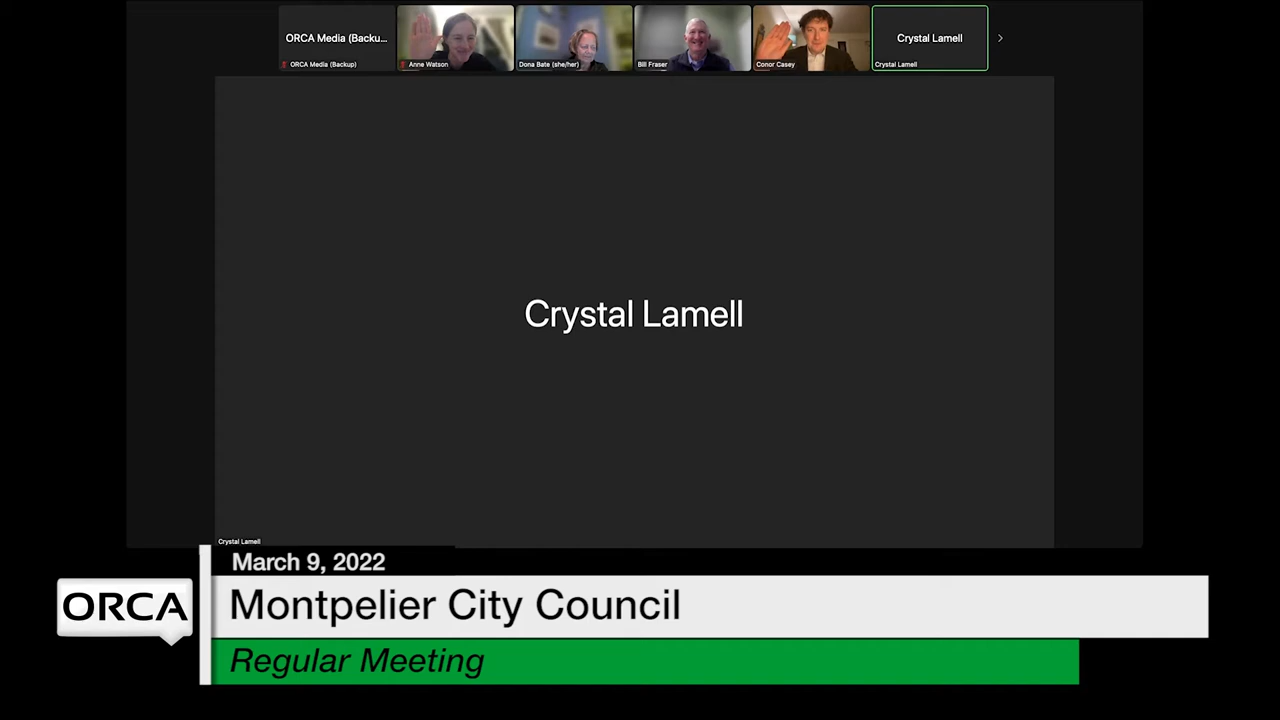 ORCA Media (Backu... Crystal Lamell
ORCA Media (Backup) Anne Watson Dona Bate (she/her) Bill Fraser Conor Casey Crystal Lamell
Crystal Lamell
Crystal Lamell
March 9, 2022
ORCA Montpelier City Council
Regular Meeting